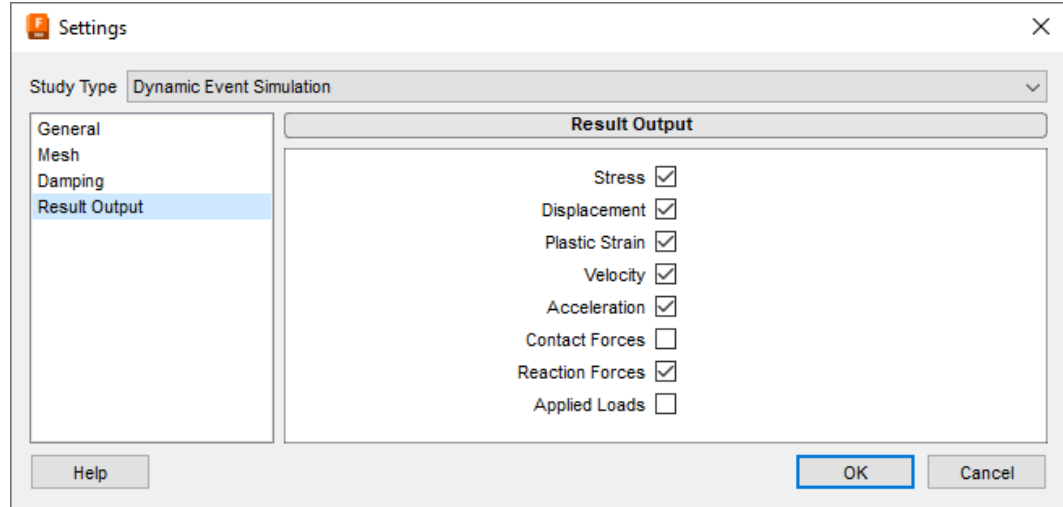 Settings
Study Type Dynamic Event Simulation
General
Mesh
Damping
Result Output
Result Output
Stress
Displacement
Plastic Strain
Velocity
Acceleration
Contact Forces
Reaction Forces
Applied Loads
Help
OK
Cancel